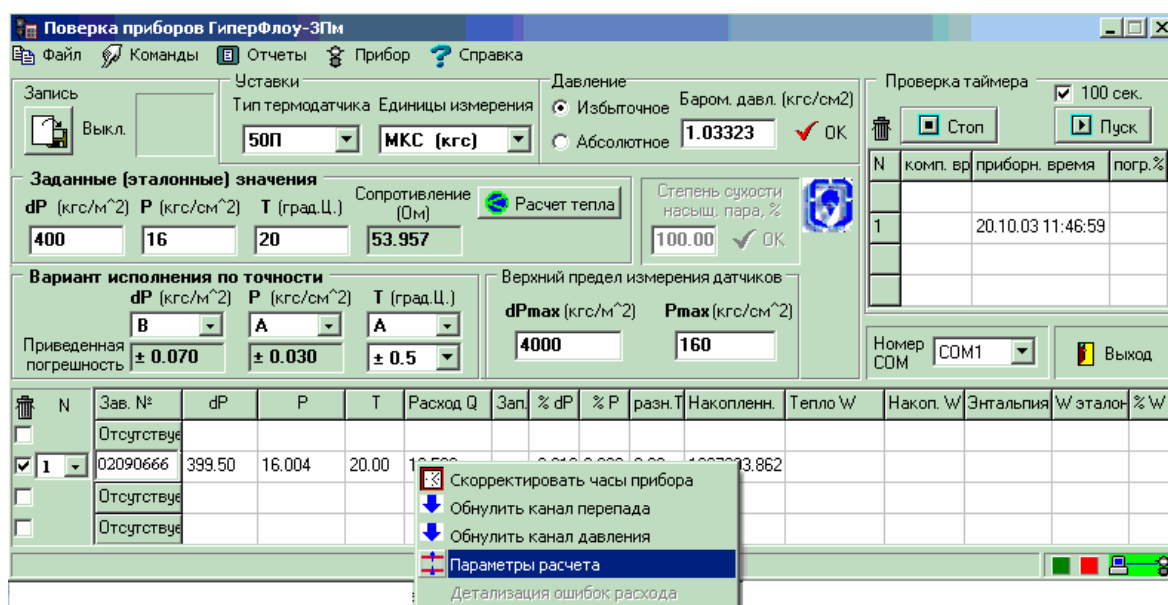 Поверка приборов ГиперФлоу-3Пм
Файл Команды Отчеты Прибор Справка
Запись
Выкл.
Уставки
Тип термодатчика Единицы измерения
50П МКС (кгс)
Давление
Избыточное
Абсолютное
Баром. давл. (кгс/см2)
1.03323 OK
Проверка таймера
100 сек.
Стоп Пуск
N комп. вр приборн. время погр.%
1 20.10.03 11:46:59
Заданные (эталонные) значения
dP (кгс/м^2) P (кгс/см^2) T (град.Ц.) Сопротивление (Ом)
Расчет тепла
400 16 20 53.957
Степень сухости
насыщ. пара, %
100.00 OK
Вариант исполнения по точности
dP (кгс/м^2) P (кгс/см^2) T (град.Ц.)
B A A
Приведенная
погрешность ± 0.070 ± 0.030 ± 0.5
Верхний предел измерения датчиков
dPmax (кгс/м^2) Pmax (кгс/см^2)
4000 160
Номер
COM COM1 Выход
N Зав. № dP P T Расход Q Зап. % dP % P разн.T Накопленн. Тепло W Накоп. W Энтальпия W эталон % W
Отсутствуе
1 02090666 399.50 16.004 20.00
Отсутствуе
Отсутствуе
Скорректировать часы прибора
Обнулить канал перепада
Обнулить канал давления
Параметры расчета
Детализация ошибок расхода